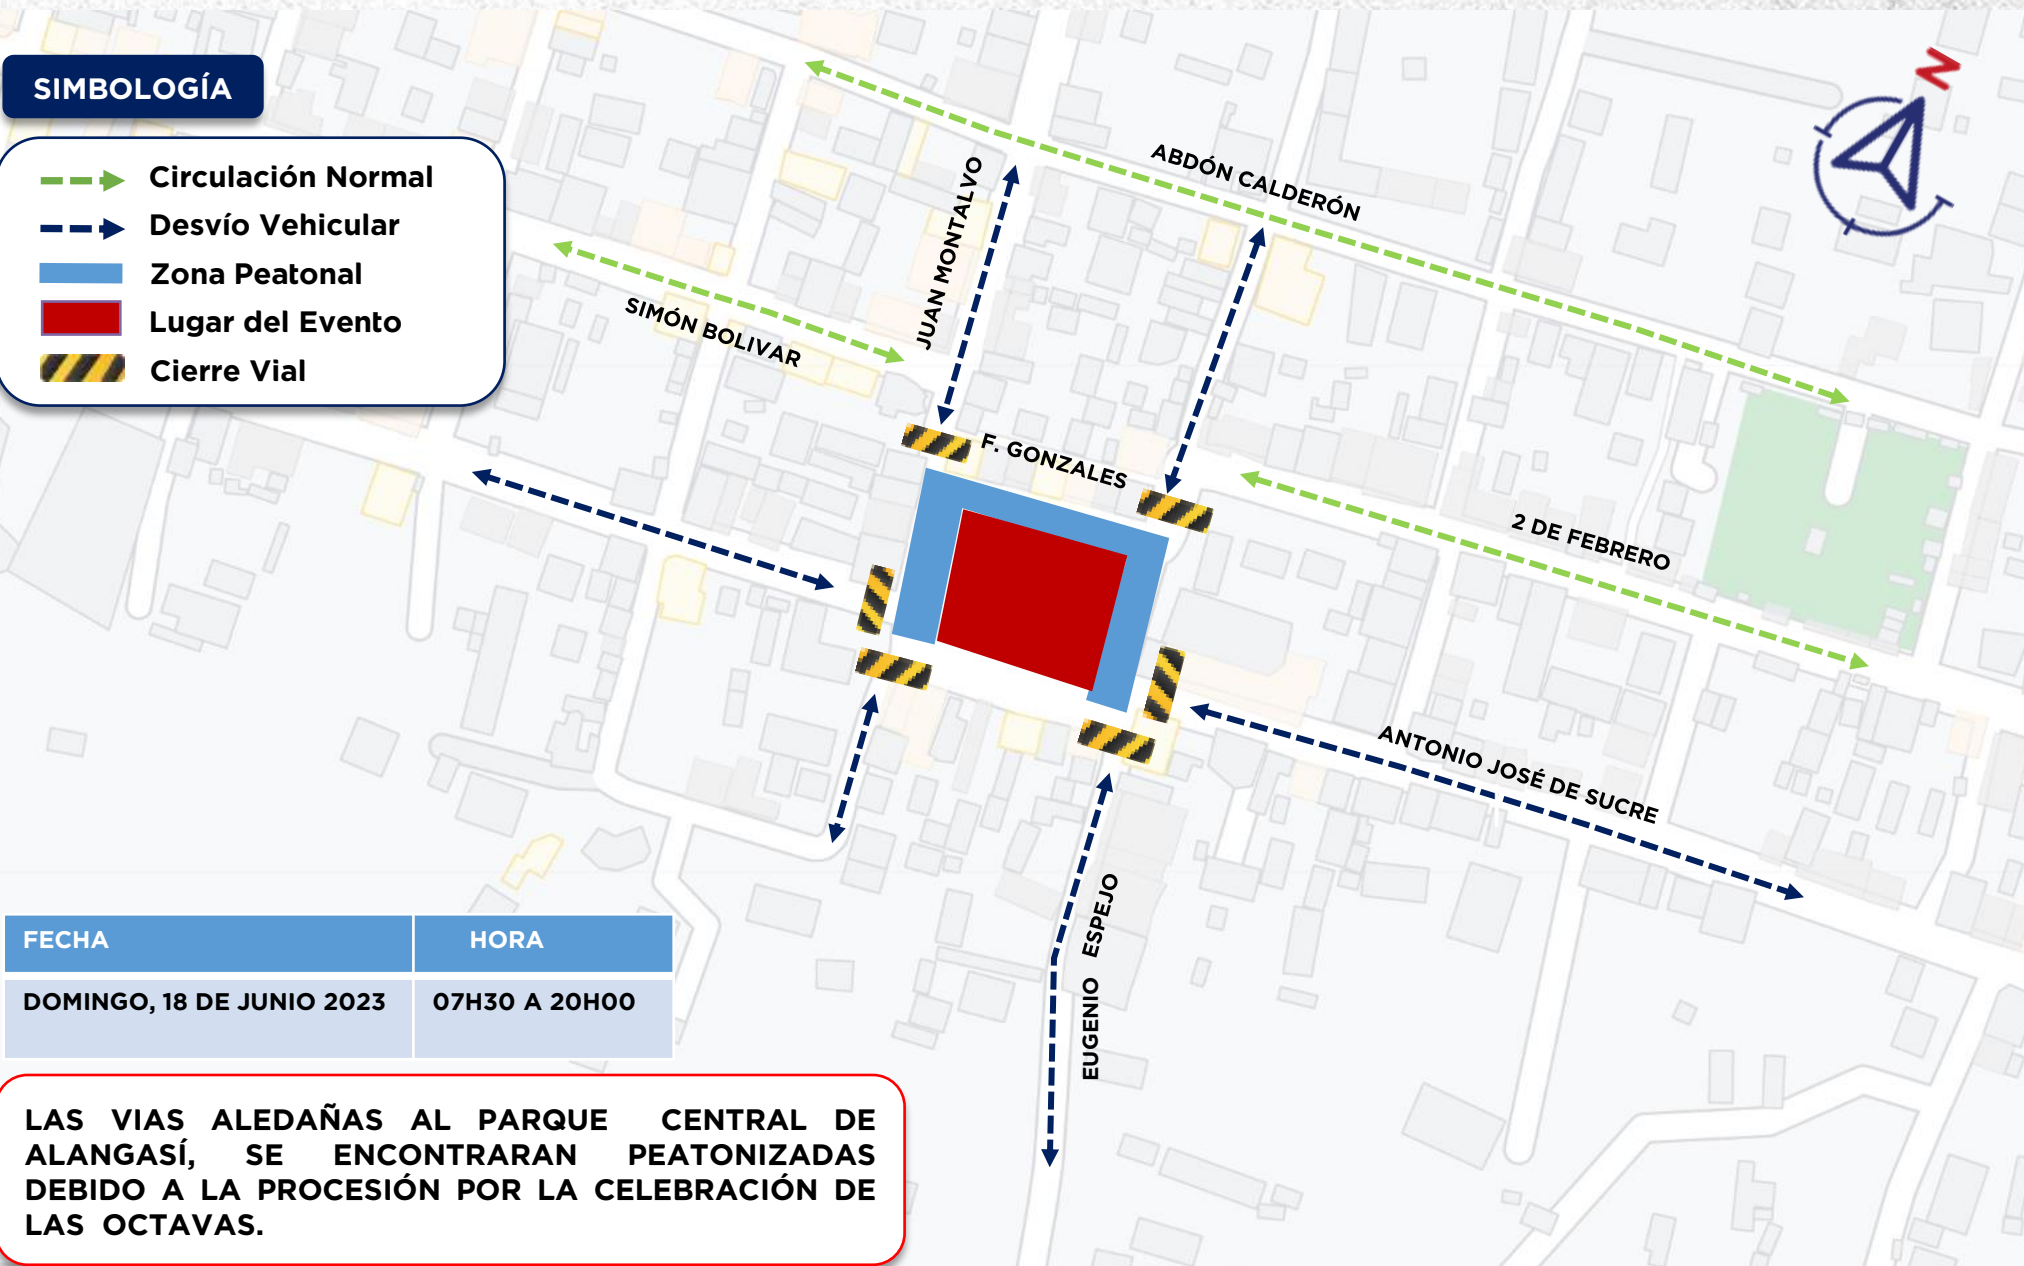 SIMBOLOGÍA
Circulación Normal
Desvío Vehicular
Zona Peatonal
Lugar del Evento
Cierre Vial
N
ABDÓN CALDERÓN
JUAN MONTALVO
SIMÓN BOLIVAR
F. GONZALES
2 DE FEBRERO
ANTONIO JOSÉ DE SUCRE
EUGENIO ESPEJO
FECHA HORA
DOMINGO, 18 DE JUNIO 2023 07H30 A 20H00
LAS VIAS ALEDAÑAS AL PARQUE CENTRAL DE
ALANGASÍ, SE ENCONTRARAN PEATONIZADAS
DEBIDO A LA PROCESIÓN POR LA CELEBRACIÓN DE
LAS OCTAVAS.